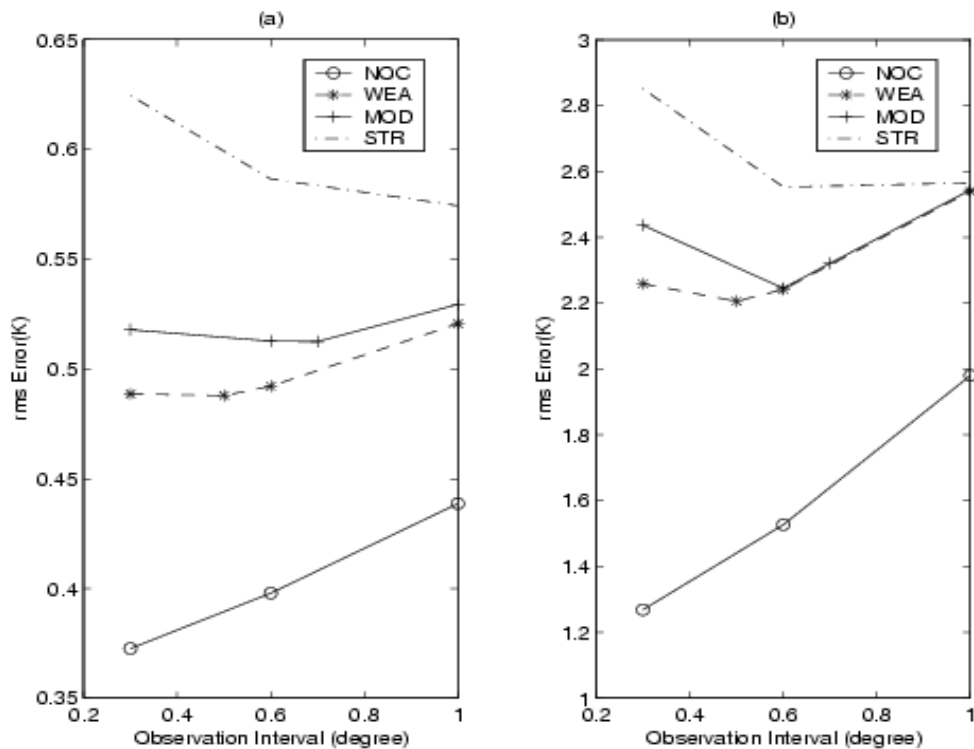 (a)
0.65
0.6
0.55
0.5
0.45
0.4
0.35
rms Error(K)
NOC
WEA
MOD
STR
0.2
0.4
0.6
0.8
1
Observation Interval (degree)
(b)
3
2.8
2.6
2.4
2.2
2
1.8
1.6
1.4
1.2
1
rms Error(K)
NOC
WEA
MOD
STR
0.2
0.4
0.6
0.8
1
Observation Interval (degree)